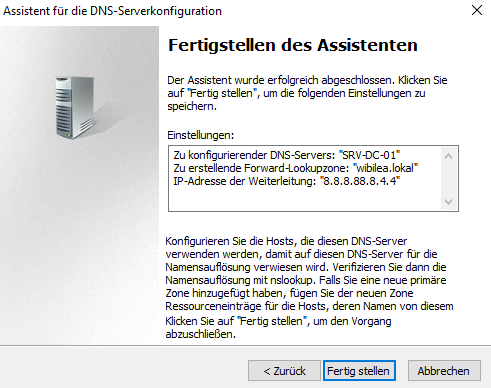 Assistent für die DNS-Serverkonfiguration
Fertigstellen des Assistenten
Der Assistent wurde erfolgreich abgeschlossen. Klicken Sie
auf "Fertig stellen", um die folgenden Einstellungen zu
speichern.
Einstellungen:
Zu konfigurierender DNS-Servers: "SRV-DC-01"
Zu erstellende Forward-Lookupzone: "wibilea.lokal"
IP-Adresse der Weiterleitung: "8.8.8.88.8.4.4"
Konfigurieren Sie die Hosts, die diesen DNS-Server
verwenden werden, damit auf diesen DNS-Server für die
Namensauflösung verwiesen wird. Verifizieren Sie dann die
Namensauflösung mit nslookup. Falls Sie eine neue primäre
Zone hinzugefügt haben, fügen Sie der neuen Zone
Ressourceneinträge für die Hosts, deren Namen von diesem
Klicken Sie auf "Fertig stellen", um den Vorgang
abzuschließen.
< Zurück Fertig stellen Abbrechen